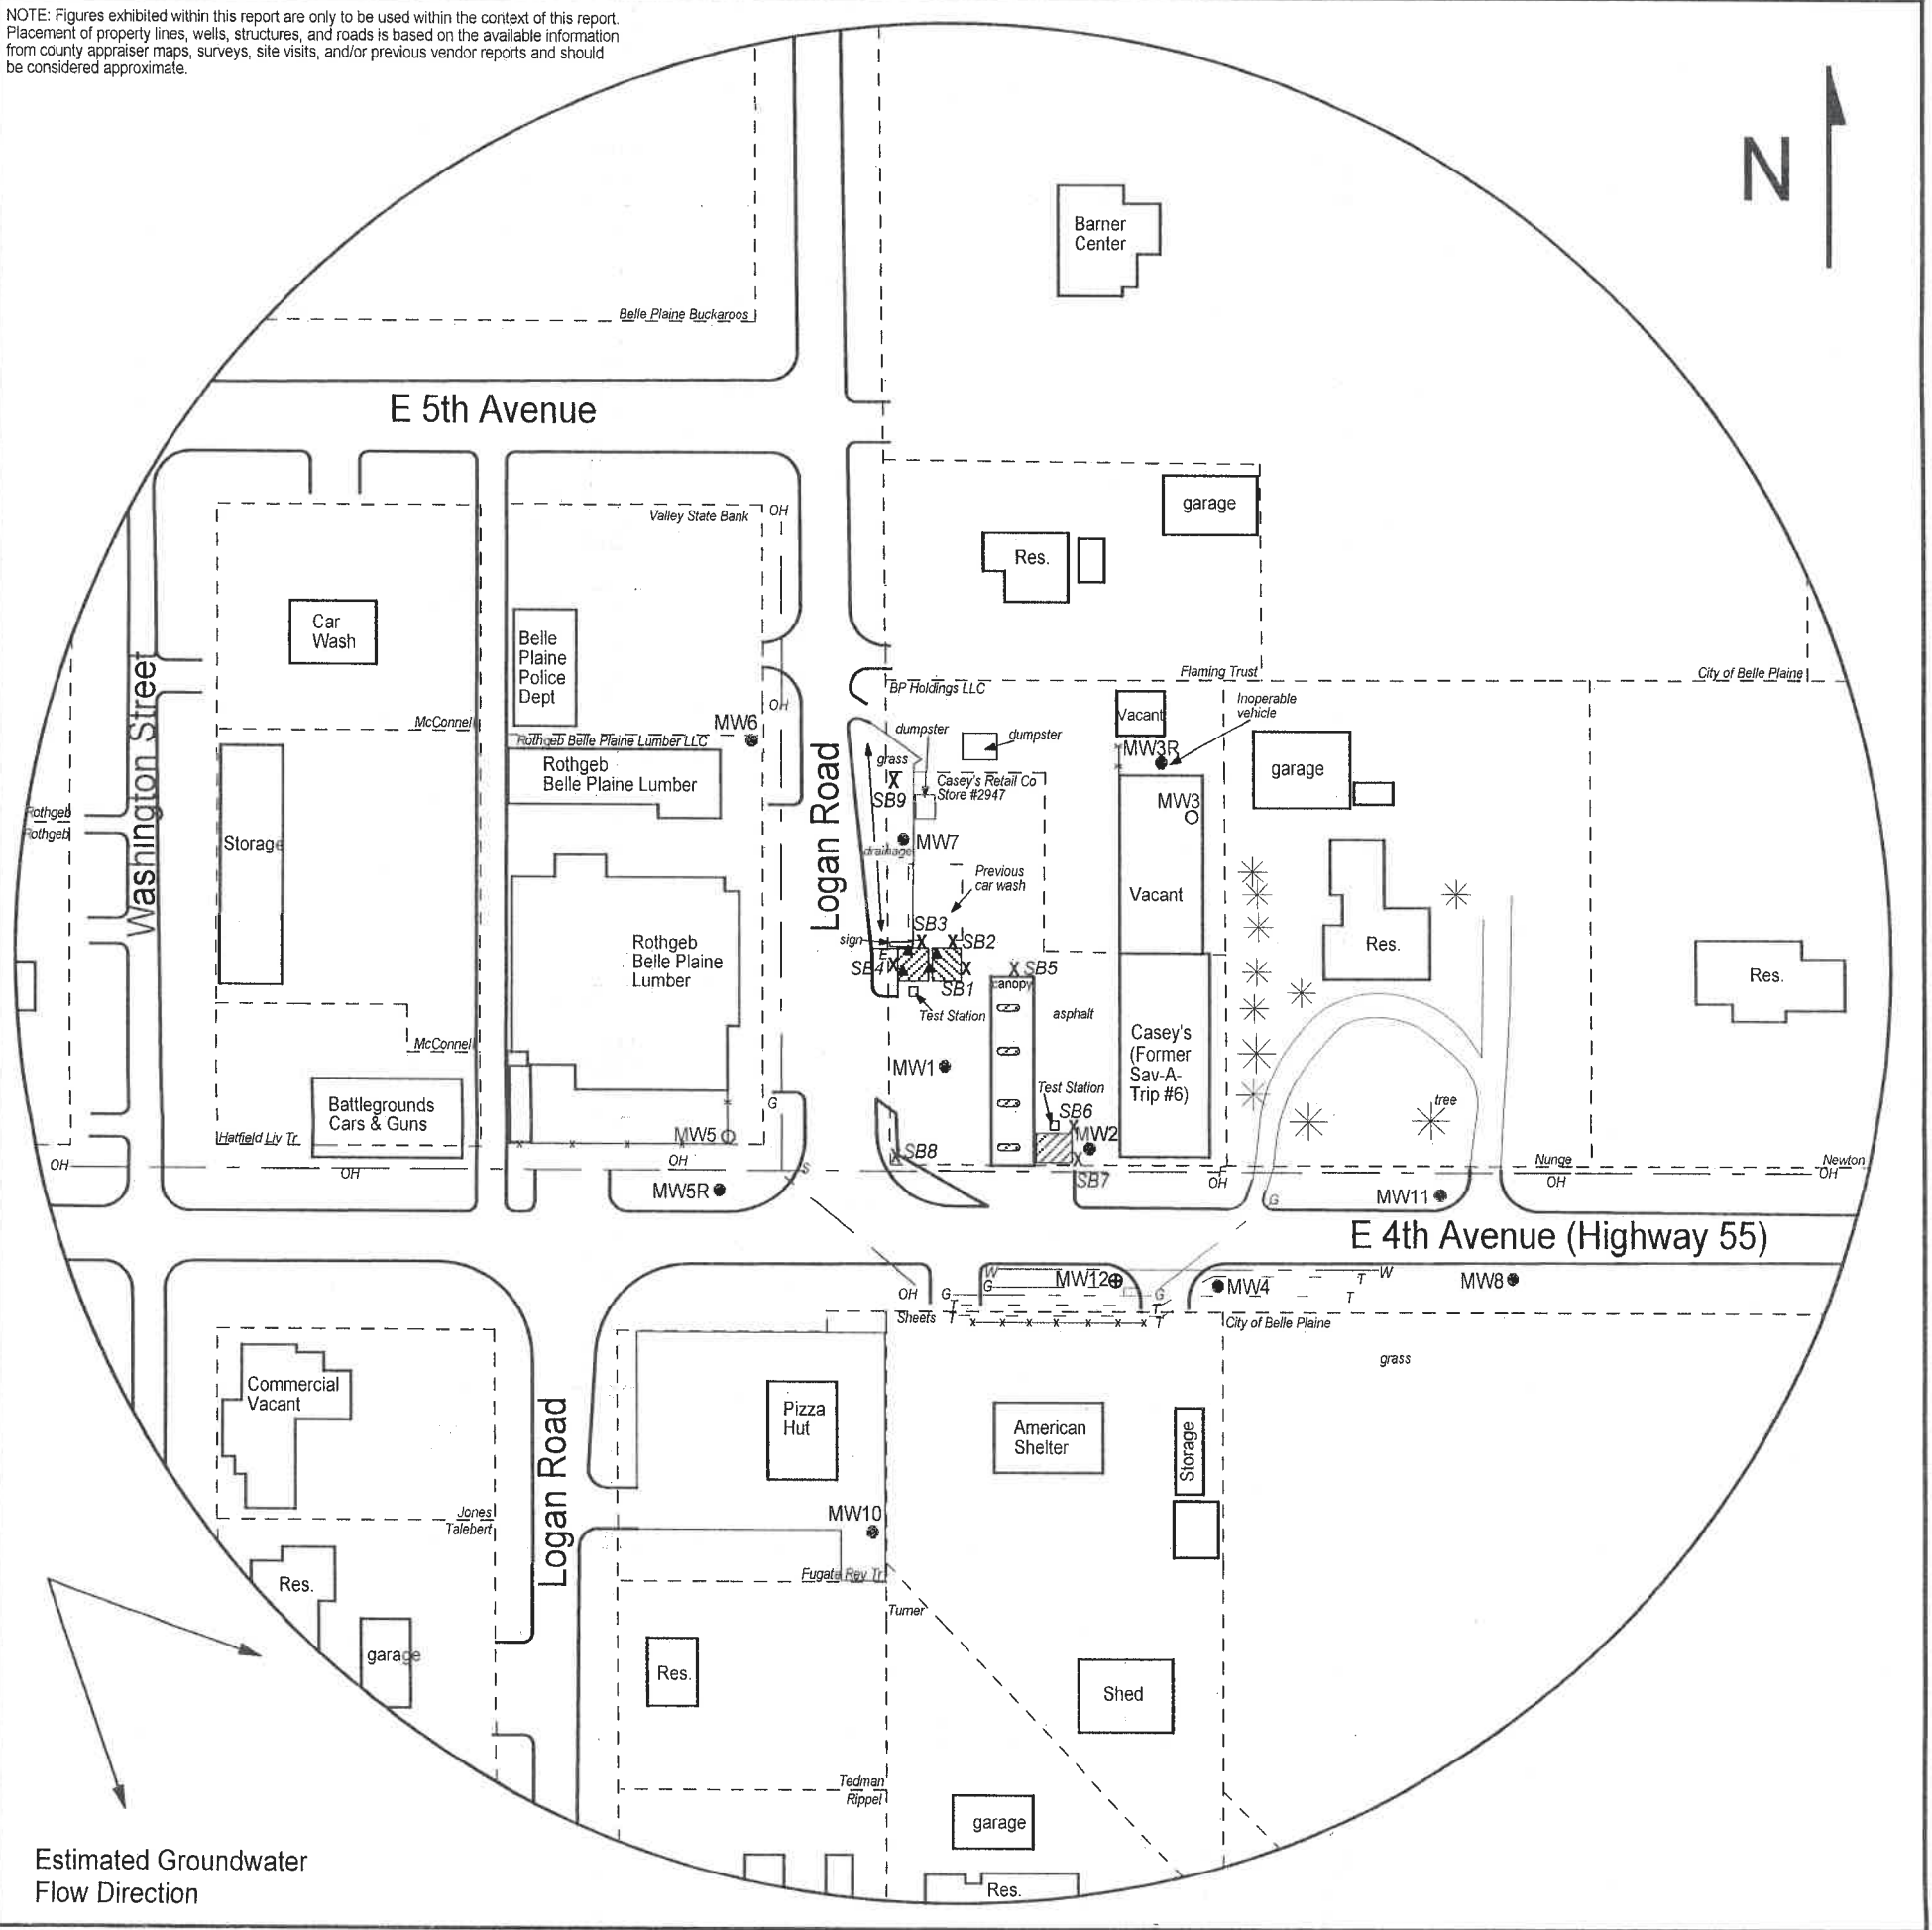 NOTE: Figures exhibited within this report are only to be used within the context of this report.
Placement of property lines, wells, structures, and roads is based on the available information
from county appraiser maps, surveys, site visits, and/or previous vendor reports and should
be considered approximate.
N
Barner
Center
Belle Plaine Buckaroos
E 5th Avenue
garage
Valley State Bank
OH
Res.
Car
Wash
Belle
Plaine
Police
Dept
Washington Street
Flaming Trust
City of Belle Plaine
BP Holdings LLC
Inoperable
vehicle
OH
Vacant
McConnel
MW6
dumpster
dumpster
Rothgeb Belle Plaine Lumber LLC
MW3R
Rothgeb
Belle Plaine Lumber
grass
garage
Casey's Retail Co
Store #2947
SB9
MW3
Rothgeb
Rothgeb
Logan Road
Storage
MW7
drainage
Previous
car wash
Vacant
SB3
sign
SB2
Rothgeb
Belle Plaine
Lumber
Res.
E
SB4
SB5
Res.
SB1
canopy
Test Station
asphalt
McConnel
Casey's
(Former
Sav-A-
Trip #6)
MW1
Test Station
Battlegrounds
Cars & Guns
G
SB6
tree
Hatfield Liv Tr
MW5
MW2
SB8
OH
OH
OH
S
SB7
OH
Nunge
OH
Newton
OH
MW5R
G
MW11
E 4th Avenue (Highway 55)
W
G
MW12
MW4
T
W
MW8
OH
G
G
T
T
T
Sheets
T
T
City of Belle Plaine
grass
Commercial
Vacant
Pizza
Hut
American
Shelter
Storage
Logan Road
Jones
Talebert
MW10
Res.
Fugate Rev Tr
Turner
garage
Res.
Shed
Tedman
Rippel
garage
Res.
Estimated Groundwater
Flow Direction